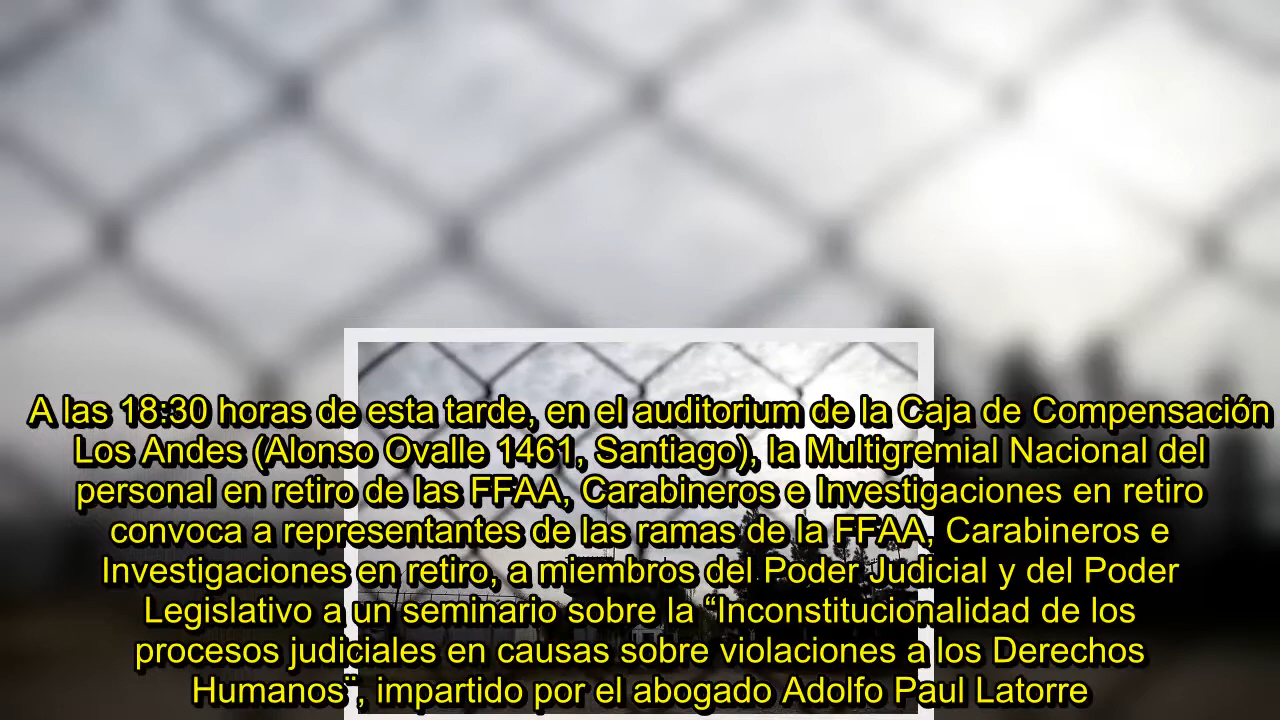 A las 18:30 horas de esta tarde, en el auditorium de la Caja de Compensación
Los Andes (Alonso Ovalle 1461, Santiago), la Multigremial Nacional del
personal en retiro de las FFAA, Carabineros e Investigaciones en retiro
convoca a representantes de las ramas de la FFAA, Carabineros e
Investigaciones en retiro, a miembros del Poder Judicial y del Poder
Legislativo a un seminario sobre la “Inconstitucionalidad de los
procesos judiciales en causas sobre violaciones a los Derechos
Humanos¨, impartido por el abogado Adolfo Paul Latorre